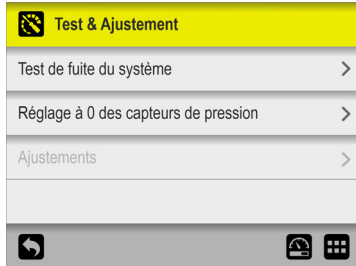 Test & Ajustement
Test de fuite du système
Réglage à 0 des capteurs de pression
Ajustements